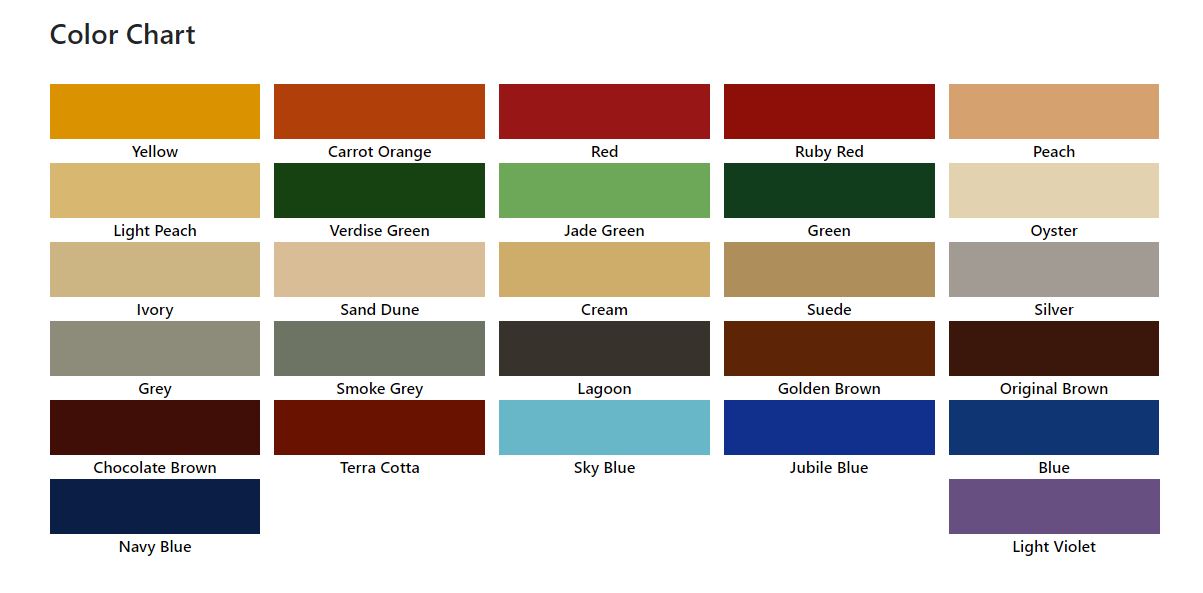 Color Chart
Yellow
Carrot Orange
Red
Ruby Red
Peach
Light Peach
Verdise Green
Jade Green
Green
Oyster
Ivory
Sand Dune
Cream
Suede
Silver
Grey
Smoke Grey
Lagoon
Golden Brown
Original Brown
Chocolate Brown
Terra Cotta
Sky Blue
Jubile Blue
Blue
Navy Blue
Light Violet